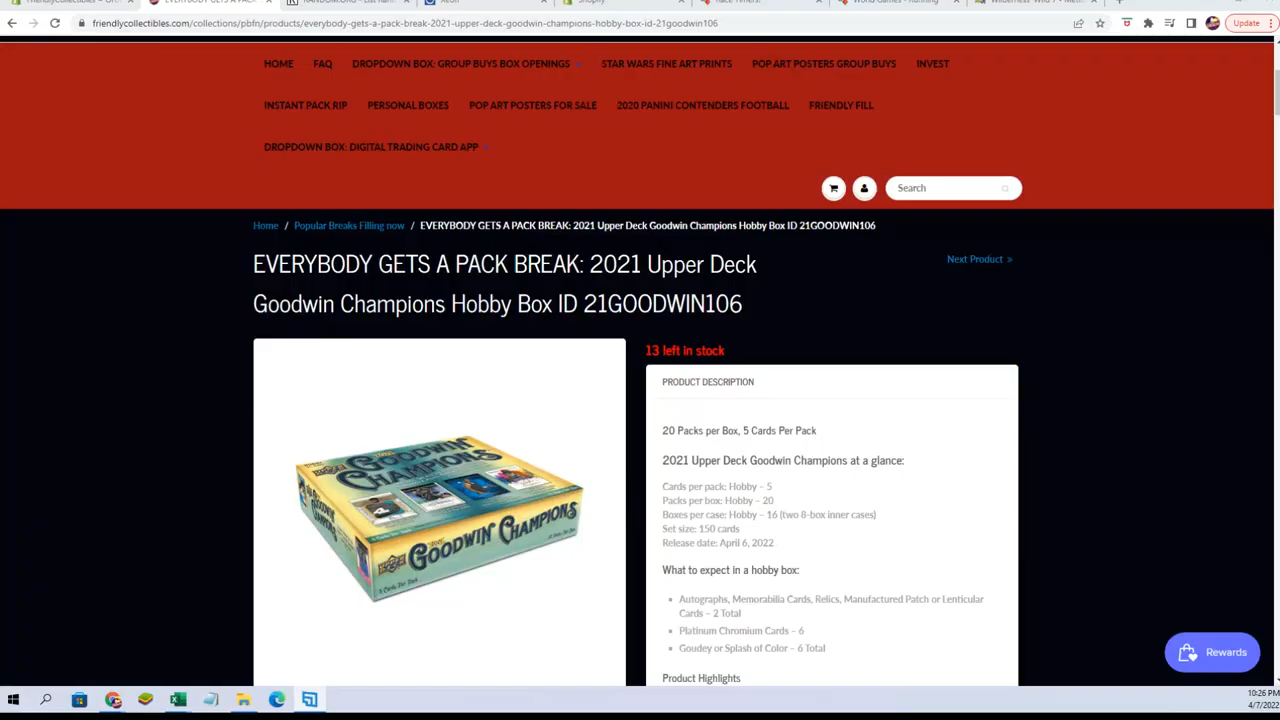 friendlycollectibles.com/collections/pbfn/products/everybody-gets-a-pack-break-2021-upper-deck-goodwin-champions-hobby-box-id-21goodwin106
Update
HOME FAQ DROPDOWN BOX: GROUP BUYS BOX OPENINGS STAR WARS FINE ART PRINTS POP ART POSTERS GROUP BUYS INVEST
INSTANT PACK RIP PERSONAL BOXES POP ART POSTERS FOR SALE 2020 PANINI CONTENDERS FOOTBALL FRIENDLY FILL
DROPDOWN BOX: DIGITAL TRADING CARD APP
Search
Home / Popular Breaks Filling now / EVERYBODY GETS A PACK BREAK: 2021 Upper Deck Goodwin Champions Hobby Box ID 21GOODWIN106
EVERYBODY GETS A PACK BREAK: 2021 Upper Deck
Goodwin Champions Hobby Box ID 21GOODWIN106
Next Product »
13 left in stock
PRODUCT DESCRIPTION
20 Packs per Box, 5 Cards Per Pack
2021 Upper Deck Goodwin Champions at a glance:
Cards per pack: Hobby – 5
Packs per box: Hobby – 20
Boxes per case: Hobby – 16 (two 8-box inner cases)
Set size: 150 cards
Release date: April 6, 2022
What to expect in a hobby box:
Autographs, Memorabilia Cards, Relics, Manufactured Patch or Lenticular
Cards – 2 Total
Platinum Chromium Cards – 6
Goudey or Splash of Color – 6 Total
Product Highlights
GOODWIN
CHAMPIONS
GOODWIN CHAMPIONS
Rewards
10:26 PM
4/7/2022